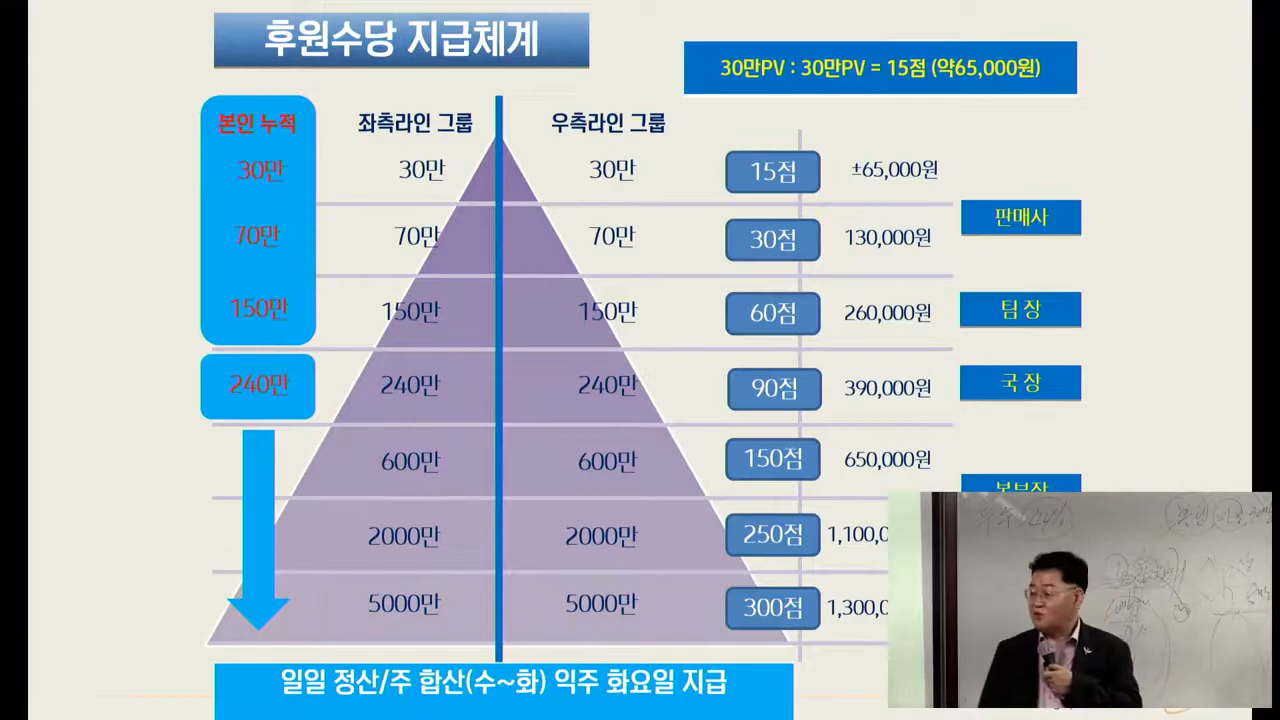 후원수당 지급체계
30만PV : 30만PV = 15점 (약65,000원)
본인 누적 좌측라인 그룹 우측라인 그룹
30만 30만 30만 15점 ±65,000원
판매사
70만 70만 70만 30점 130,000원
150만 150만 150만 60점 260,000원 팀 장
240만 240만 240만 90점 390,000원 국 장
600만 600만 150점 650,000원
2000만 2000만 250점 1,100,0
5000만 5000만 300점 1,300,0
일일 정산/주 합산(수~화) 익주 화요일 지급